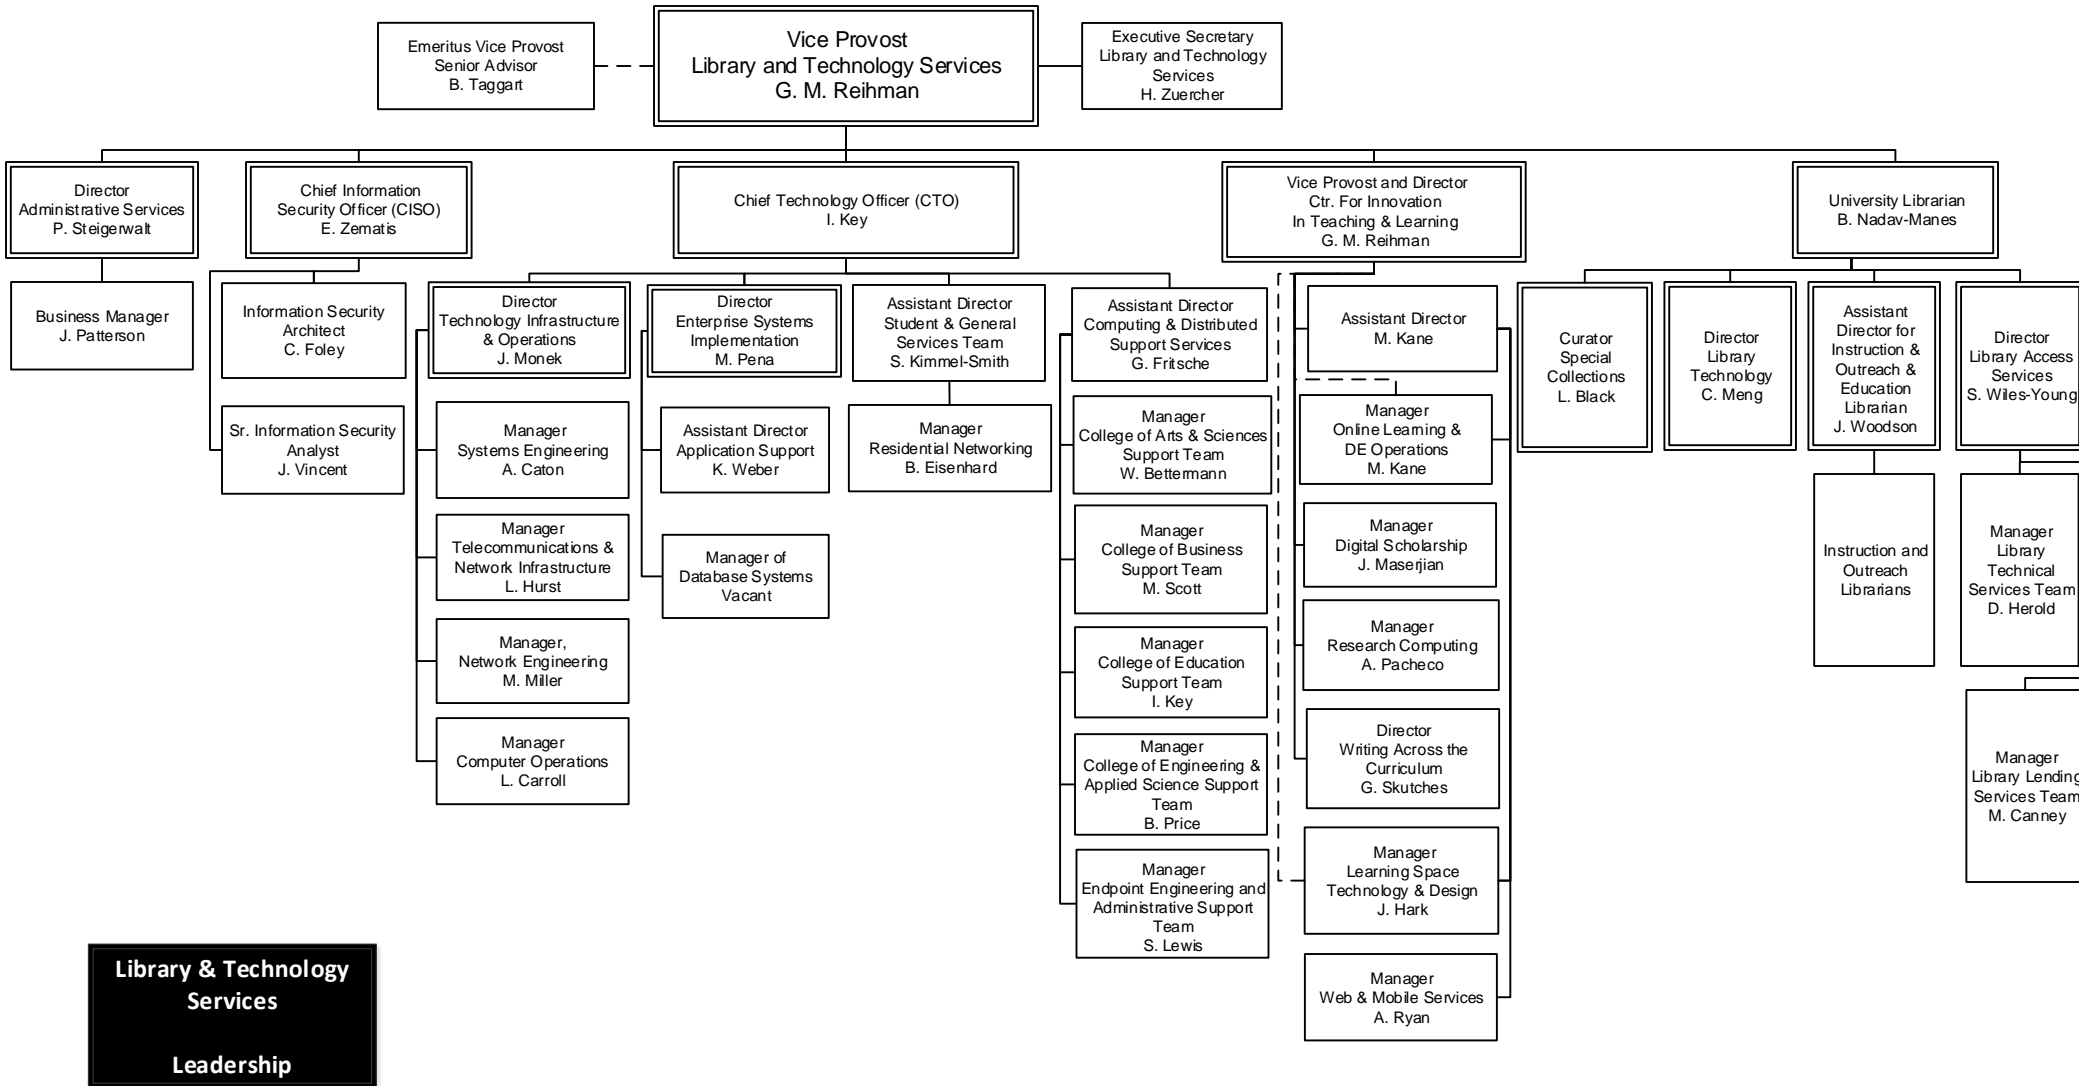 Emeritus Vice Provost
Senior Advisor
B. Taggart
Vice Provost
Library and Technology Services
G. M. Reihman
Executive Secretary
Library and Technology
Services
H. Zuercher
Director
Administrative Services
P. Steigerwalt
Chief Information
Security Officer (CISO)
E. Zematis
Chief Technology Officer (CTO)
I. Key
Vice Provost and Director
Ctr. For Innovation
In Teaching & Learning
G. M. Reihman
University Librarian
B. Nadav-Manes
Business Manager
J. Patterson
Information Security
Architect
C. Foley
Sr. Information Security
Analyst
J. Vincent
Director
Technology Infrastructure
& Operations
J. Monek
Manager
Systems Engineering
A. Caton
Manager
Telecommunications &
Network Infrastructure
L. Hurst
Manager,
Network Engineering
M. Miller
Manager
Computer Operations
L. Carroll
Director
Enterprise Systems
Implementation
M. Pena
Assistant Director
Application Support
K. Weber
Manager of
Database Systems
Vacant
Assistant Director
Student & General
Services Team
S. Kimmel-Smith
Manager
Residential Networking
B. Eisenhard
Assistant Director
Computing & Distributed
Support Services
G. Fritsche
Manager
College of Arts & Sciences
Support Team
W. Bettermann
Manager
College of Business
Support Team
M. Scott
Manager
College of Education
Support Team
I. Key
Manager
College of Engineering &
Applied Science Support
Team
B. Price
Manager
Endpoint Engineering and
Administrative Support
Team
S. Lewis
Assistant Director
M. Kane
Manager
Online Learning &
DE Operations
M. Kane
Manager
Digital Scholarship
J. Maserjian
Manager
Research Computing
A. Pacheco
Director
Writing Across the
Curriculum
G. Skutches
Manager
Learning Space
Technology & Design
J. Hark
Manager
Web & Mobile Services
A. Ryan
Curator
Special
Collections
L. Black
Director
Library
Technology
C. Meng
Assistant
Director for
Instruction &
Outreach &
Education
Librarian
J. Woodson
Instruction and
Outreach
Librarians
Director
Library Access
Services
S. Wiles-Young
Manager
Library
Technical
Services Team
D. Herold
Manager
Library Lending
Services Team
M. Canney
Library & Technology
Services
Leadership